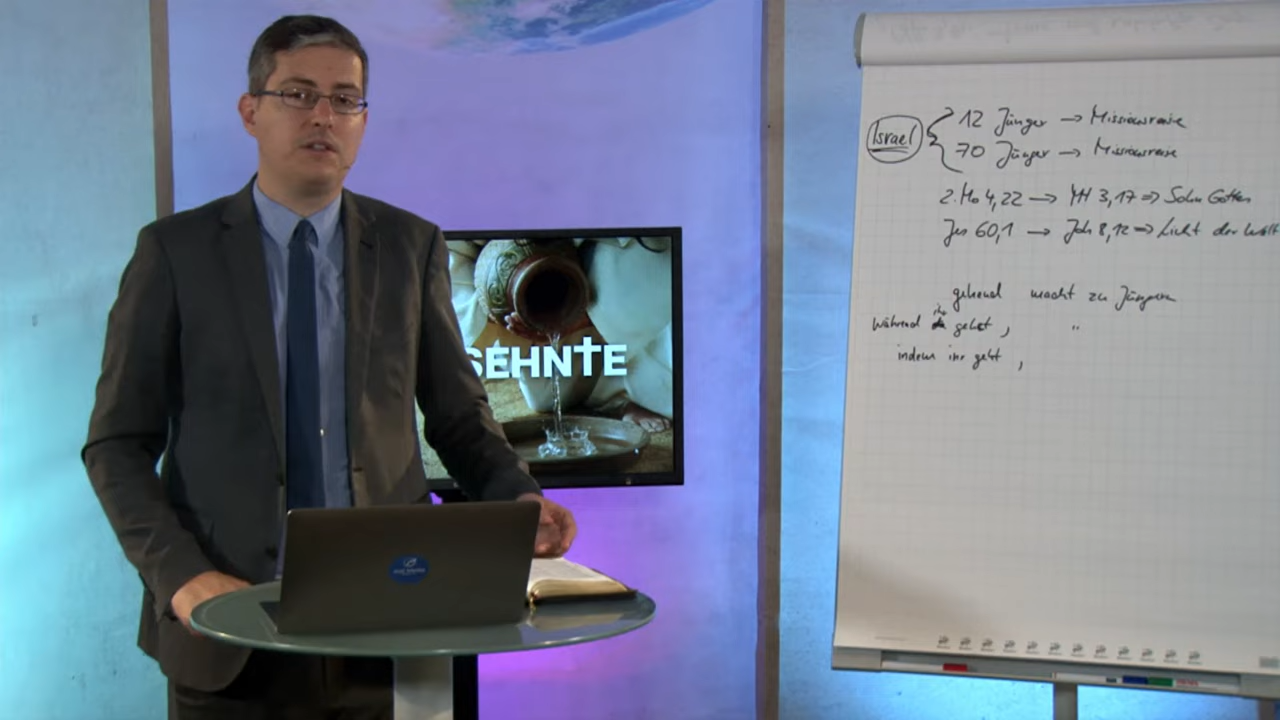 SEHNTE
Israel
12 Jünger → Missionsreise
70 Jünger → Missionsreise
2. Mo 4,22 → Mt 3,17 ⇒ Sohn Gottes
Jes 60,1 → Joh 8,12 ⇒ Licht der Welt
gehend macht zu Jüngern
Während ihr gehet, "
indem ihr geht,